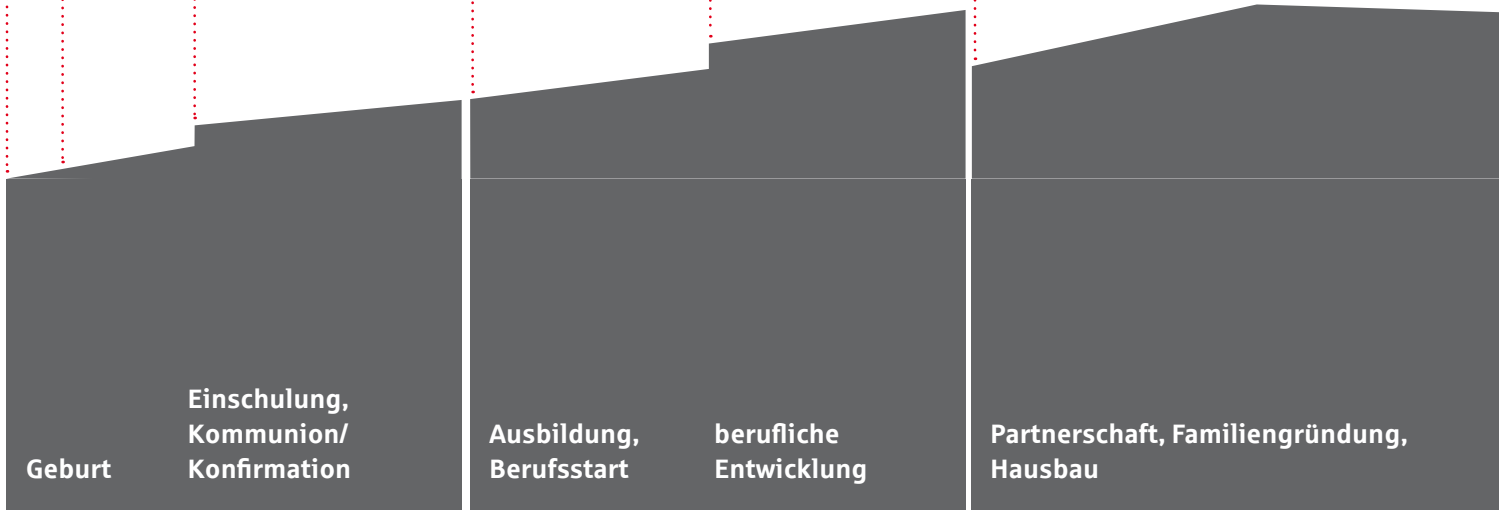 Geburt
Einschulung,
Kommunion/
Konfirmation
Ausbildung,
Berufsstart
berufliche
Entwicklung
Partnerschaft, Familiengründung,
Hausbau